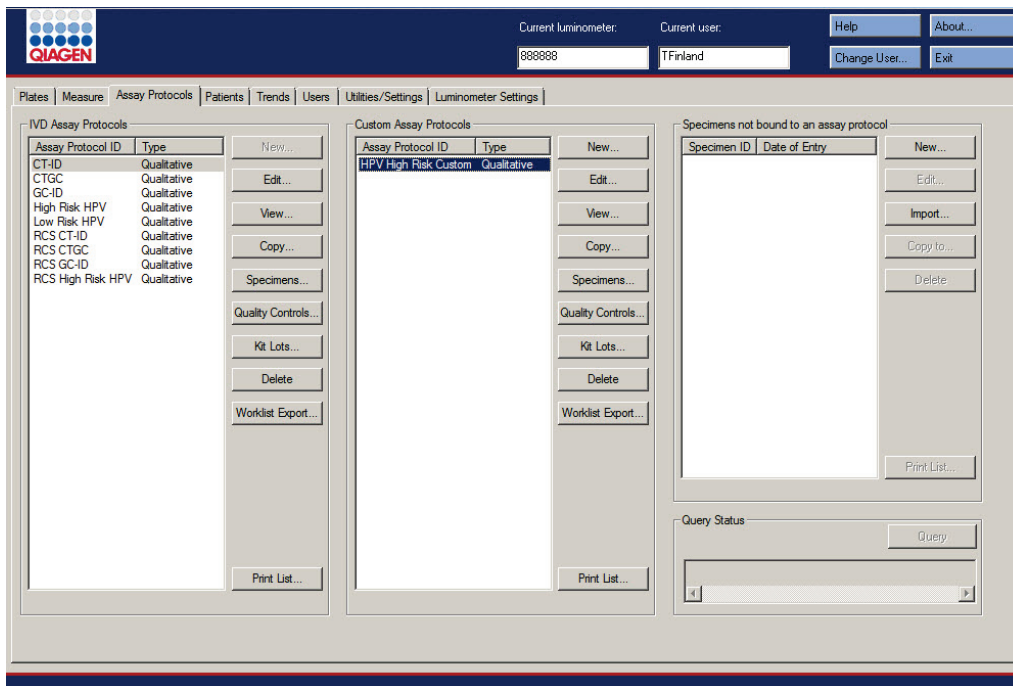 QIAGEN
Current luminometer:
888888
Current user:
TFinland
Help
About...
Change User...
Exit
Plates
Measure
Assay Protocols
Patients
Trends
Users
Utilities/Settings
Luminometer Settings
IVD Assay Protocols
Assay Protocol ID Type
CT-ID Qualitative
CTGC Qualitative
GC-ID Qualitative
High Risk HPV Qualitative
Low Risk HPV Qualitative
RCS CT-ID Qualitative
RCS CTGC Qualitative
RCS GC-ID Qualitative
RCS High Risk HPV Qualitative
New...
Edit...
View...
Copy...
Specimens...
Quality Controls...
Kit Lots...
Delete
Worklist Export...
Print List...
Custom Assay Protocols
Assay Protocol ID Type
HPV High Risk Custom Qualitative
New...
Edit...
View...
Copy...
Specimens...
Quality Controls...
Kit Lots...
Delete
Worklist Export...
Print List...
Specimens not bound to an assay protocol
Specimen ID Date of Entry
New...
Edit...
Import...
Copy to...
Delete
Print List...
Query Status
Query